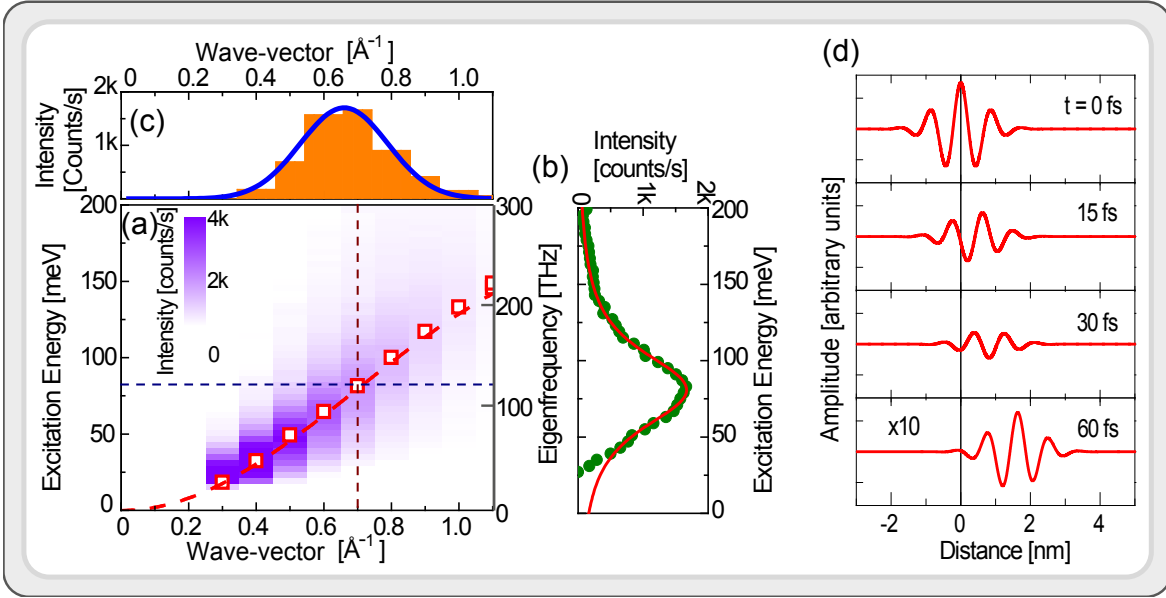 Wave-vector [Å⁻¹]
0 0.2 0.4 0.6 0.8 1.0
2k
1k
0
Intensity
[Counts/s]
(c)
200
150
100
50
0
Excitation Energy [meV]
(a)
Intensity [counts/s]
4k
2k
0
300
200
100
0
Eigenfrequency [THz]
0 0.2 0.4 0.6 0.8 1.0
Wave-vector [Å⁻¹]
(b)
Intensity
[counts/s]
0 1k 2k
200
150
100
50
0
Excitation Energy [meV]
(d)
Amplitude [arbitrary units]
t = 0 fs
15 fs
30 fs
x10 60 fs
-2 0 2 4
Distance [nm]